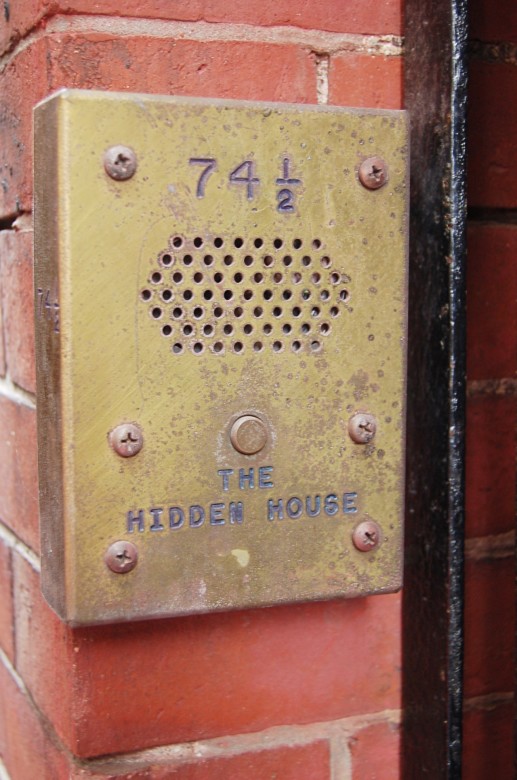 74 1/2
THE
HIDDEN HOUSE